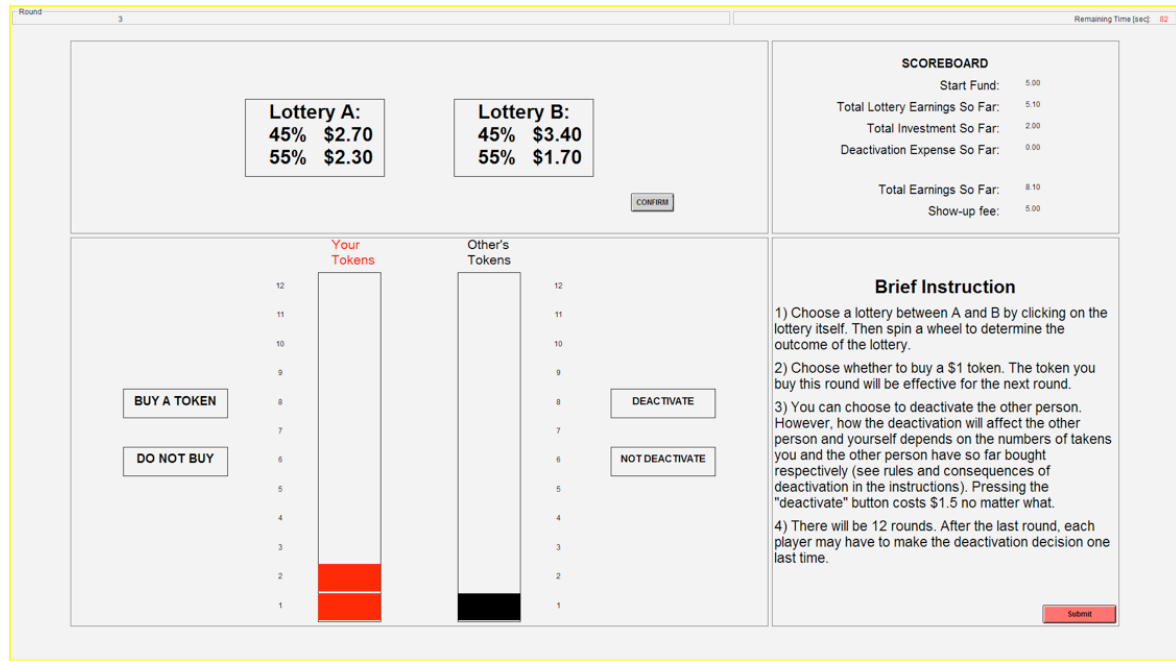 Round
3
Remaining Time [sec]: 82
Lottery A:
45% $2.70
55% $2.30
Lottery B:
45% $3.40
55% $1.70
CONFIRM
SCOREBOARD
Start Fund: 5.00
Total Lottery Earnings So Far: 5.10
Total Investment So Far: 2.00
Deactivation Expense So Far: 0.00
Total Earnings So Far: 8.10
Show-up fee: 5.00
Your
Tokens
Other's
Tokens
12 12
11 11
10 10
9 9
8 8
7 7
6 6
5 5
4 4
3 3
2 2
1 1
BUY A TOKEN
DO NOT BUY
DEACTIVATE
NOT DEACTIVATE
Brief Instruction
1) Choose a lottery between A and B by clicking on the
lottery itself. Then spin a wheel to determine the
outcome of the lottery.
2) Choose whether to buy a $1 token. The token you
buy this round will be effective for the next round.
3) You can choose to deactivate the other person.
However, how the deactivation will affect the other
person and yourself depends on the numbers of takens
you and the other person have so far bought
respectively (see rules and consequences of
deactivation in the instructions). Pressing the
"deactivate" button costs $1.5 no matter what.
4) There will be 12 rounds. After the last round, each
player may have to make the deactivation decision one
last time.
Submit